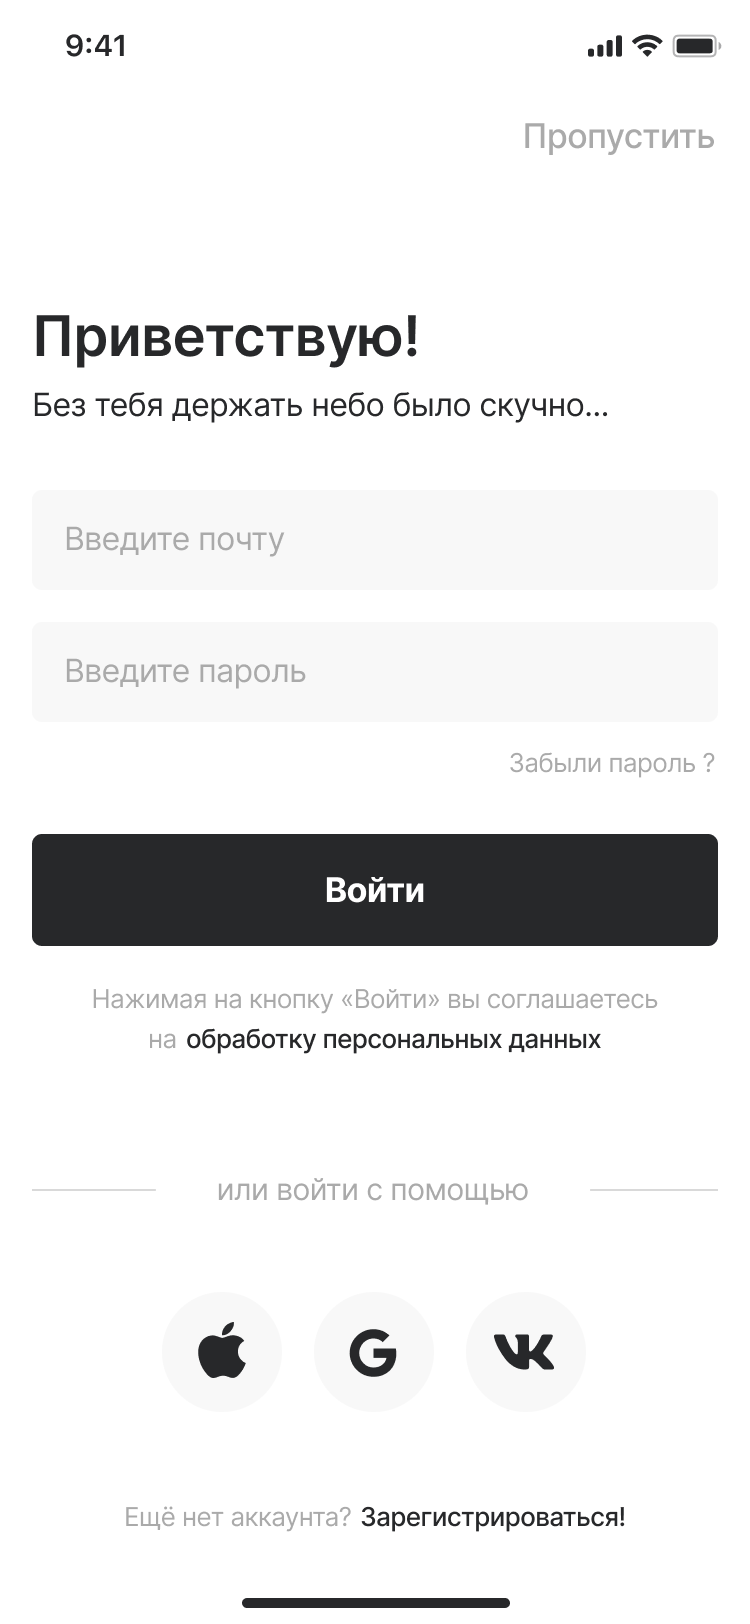 9:41
Пропустить
Приветствую!
Без тебя держать небо было скучно...
Введите почту
Введите пароль
Забыли пароль ?
Войти
Нажимая на кнопку «Войти» вы соглашаетесь
на обработку персональных данных
или войти с помощью
Ещё нет аккаунта? Зарегистрироваться!